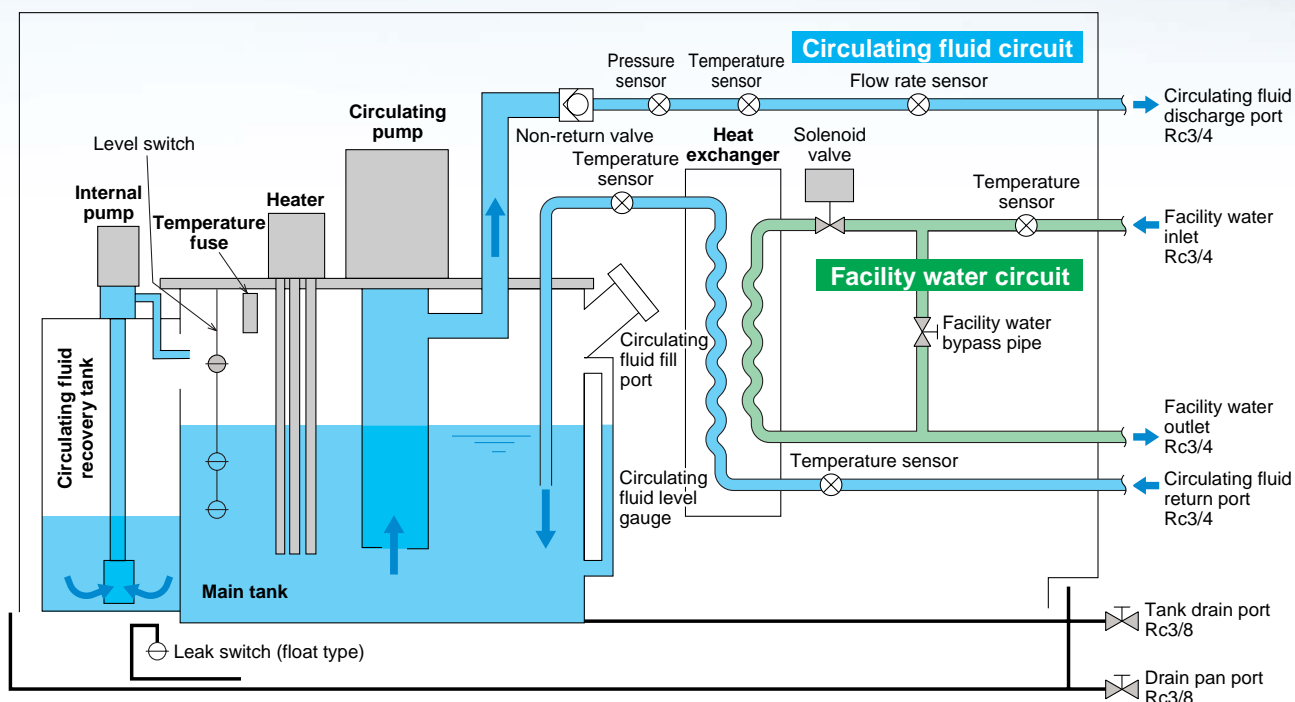 Circulating fluid circuit
Pressure
sensor
Temperature
sensor
Flow rate sensor
Circulating fluid
discharge port
Rc3/4
Circulating
pump
Non-return valve
Heat
exchanger
Solenoid
valve
Level switch
Temperature
sensor
Temperature
sensor
Internal
pump
Heater
Temperature
fuse
Facility water
inlet
Rc3/4
Facility water circuit
Facility water
bypass pipe
Circulating
fluid fill
port
Circulating fluid
recovery tank
Facility water
outlet
Rc3/4
Temperature sensor
Circulating
fluid level
gauge
Circulating fluid
return port
Rc3/4
Main tank
Tank drain port
Rc3/8
Leak switch (float type)
Drain pan port
Rc3/8